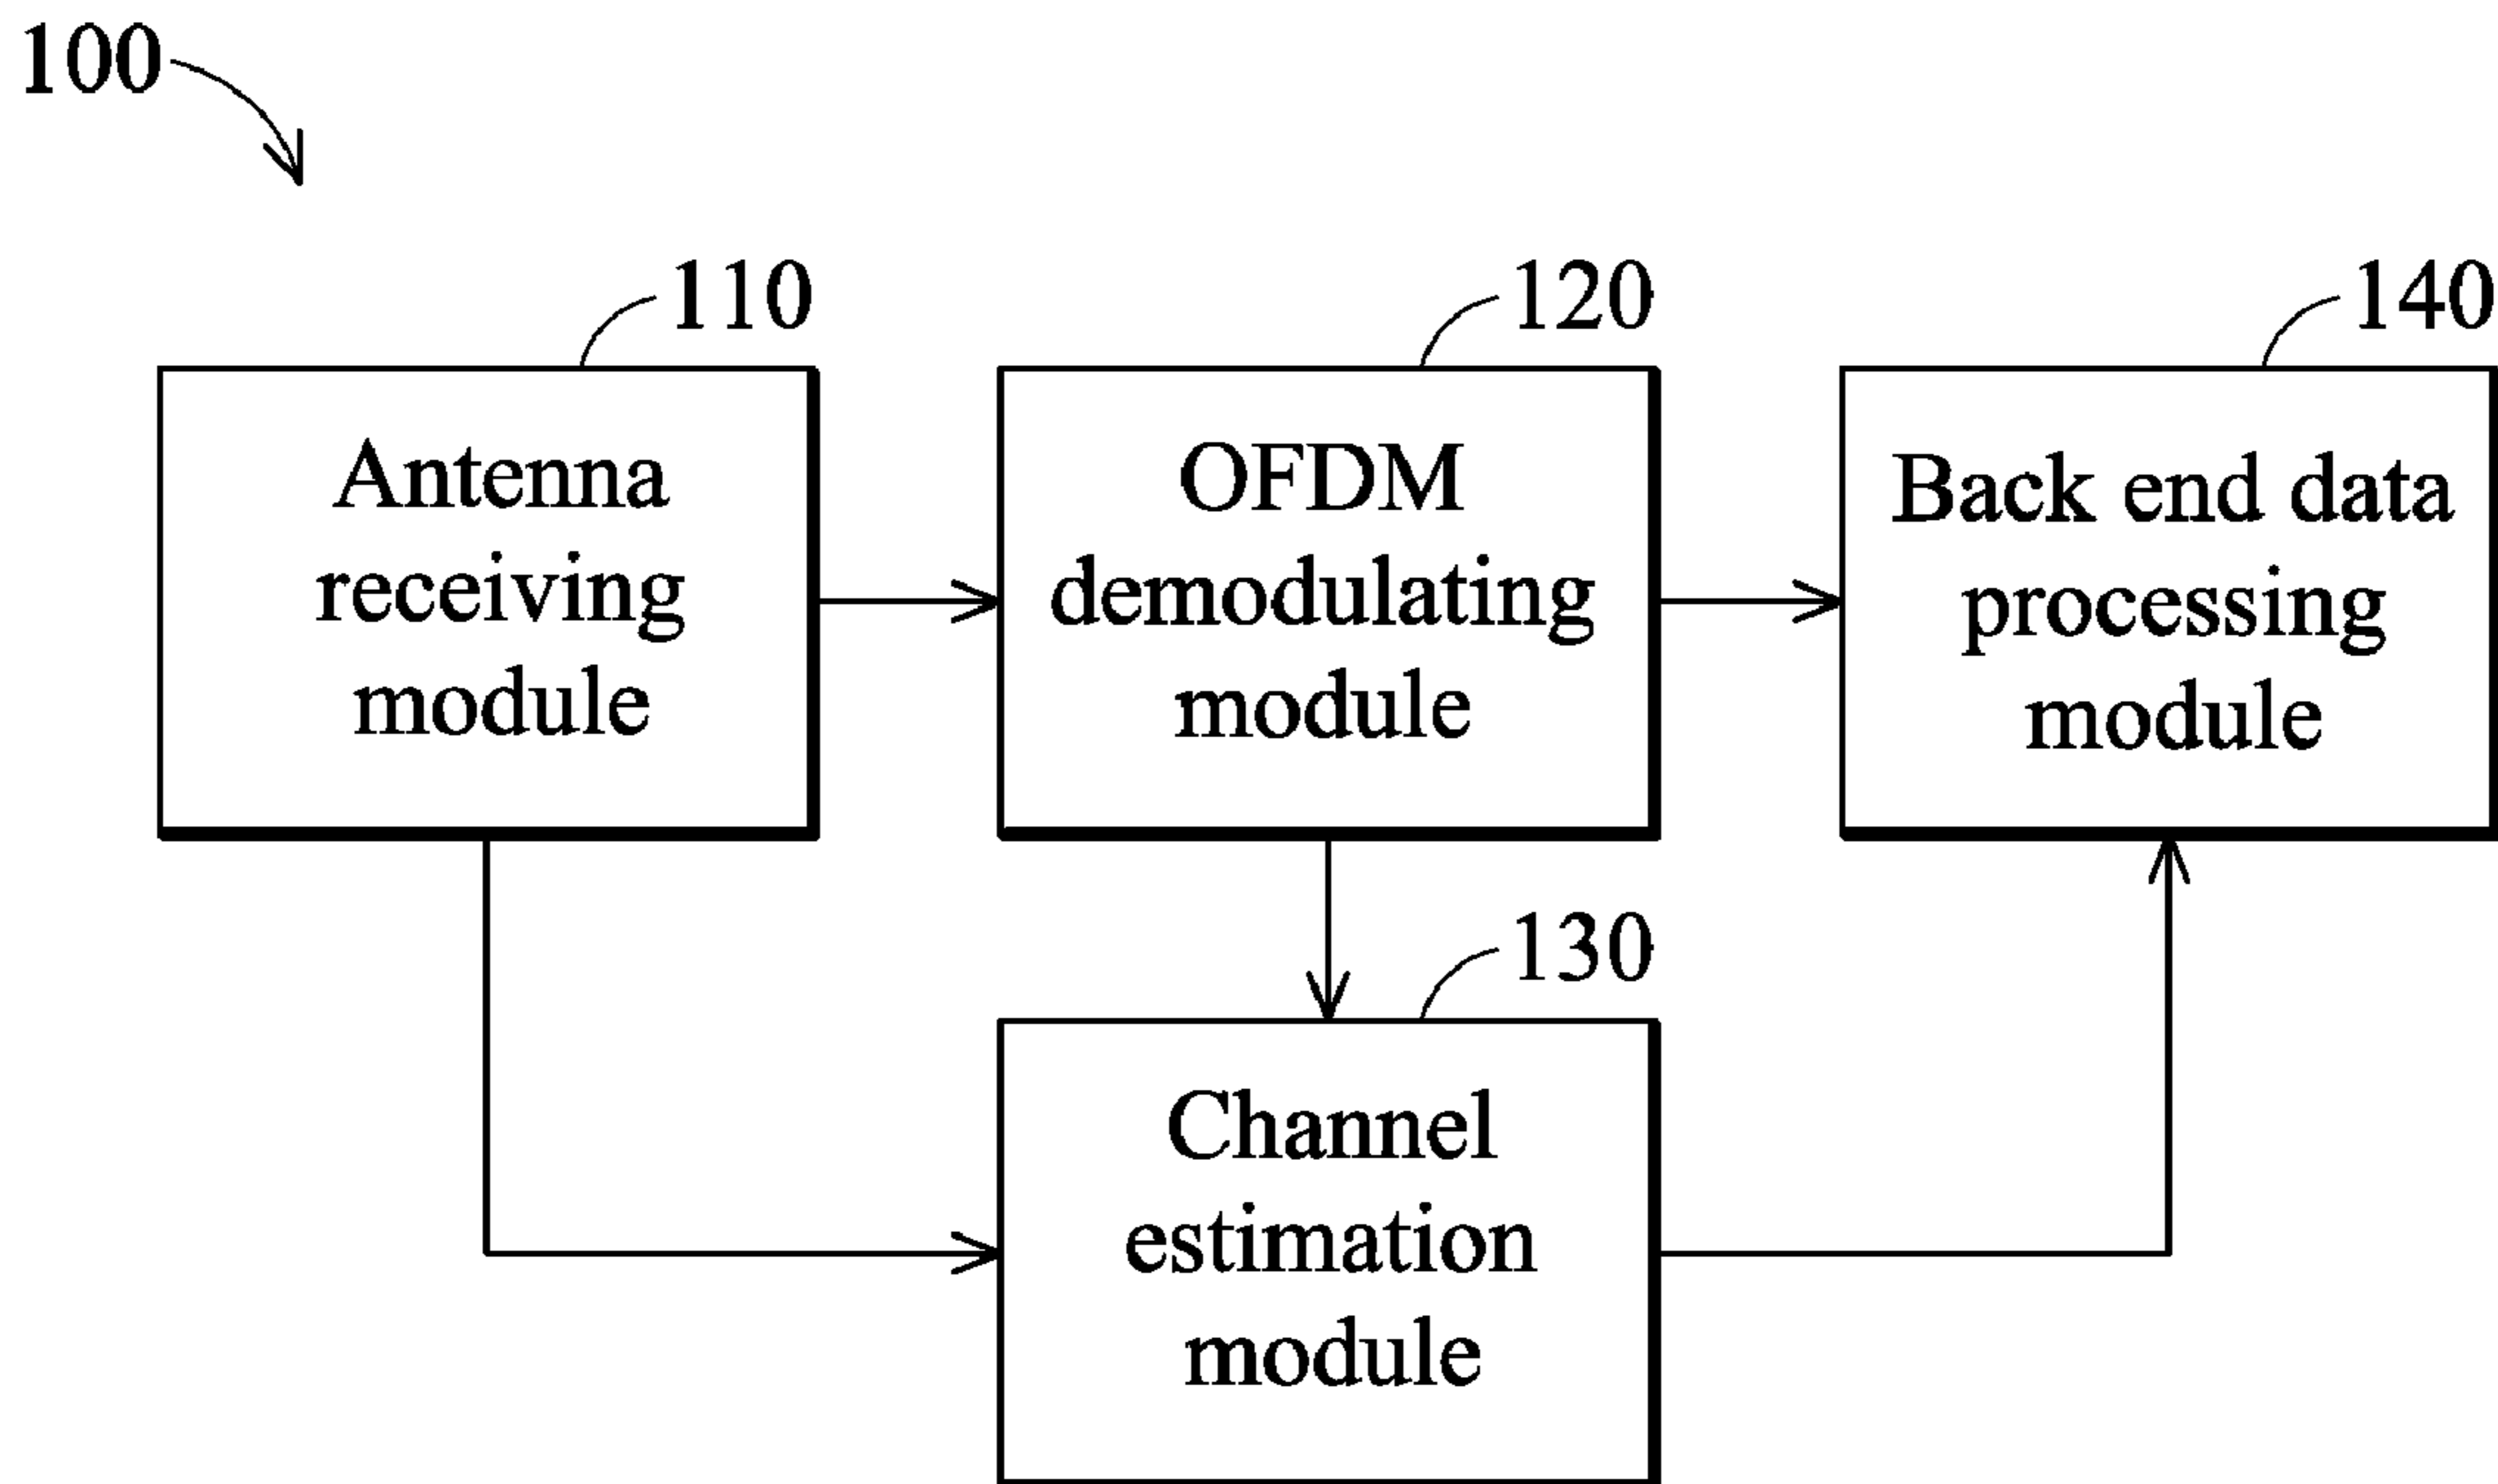 100
110
120
140
Antenna
receiving
module
OFDM
demodulating
module
Back end data
processing
module
130
Channel
estimation
module